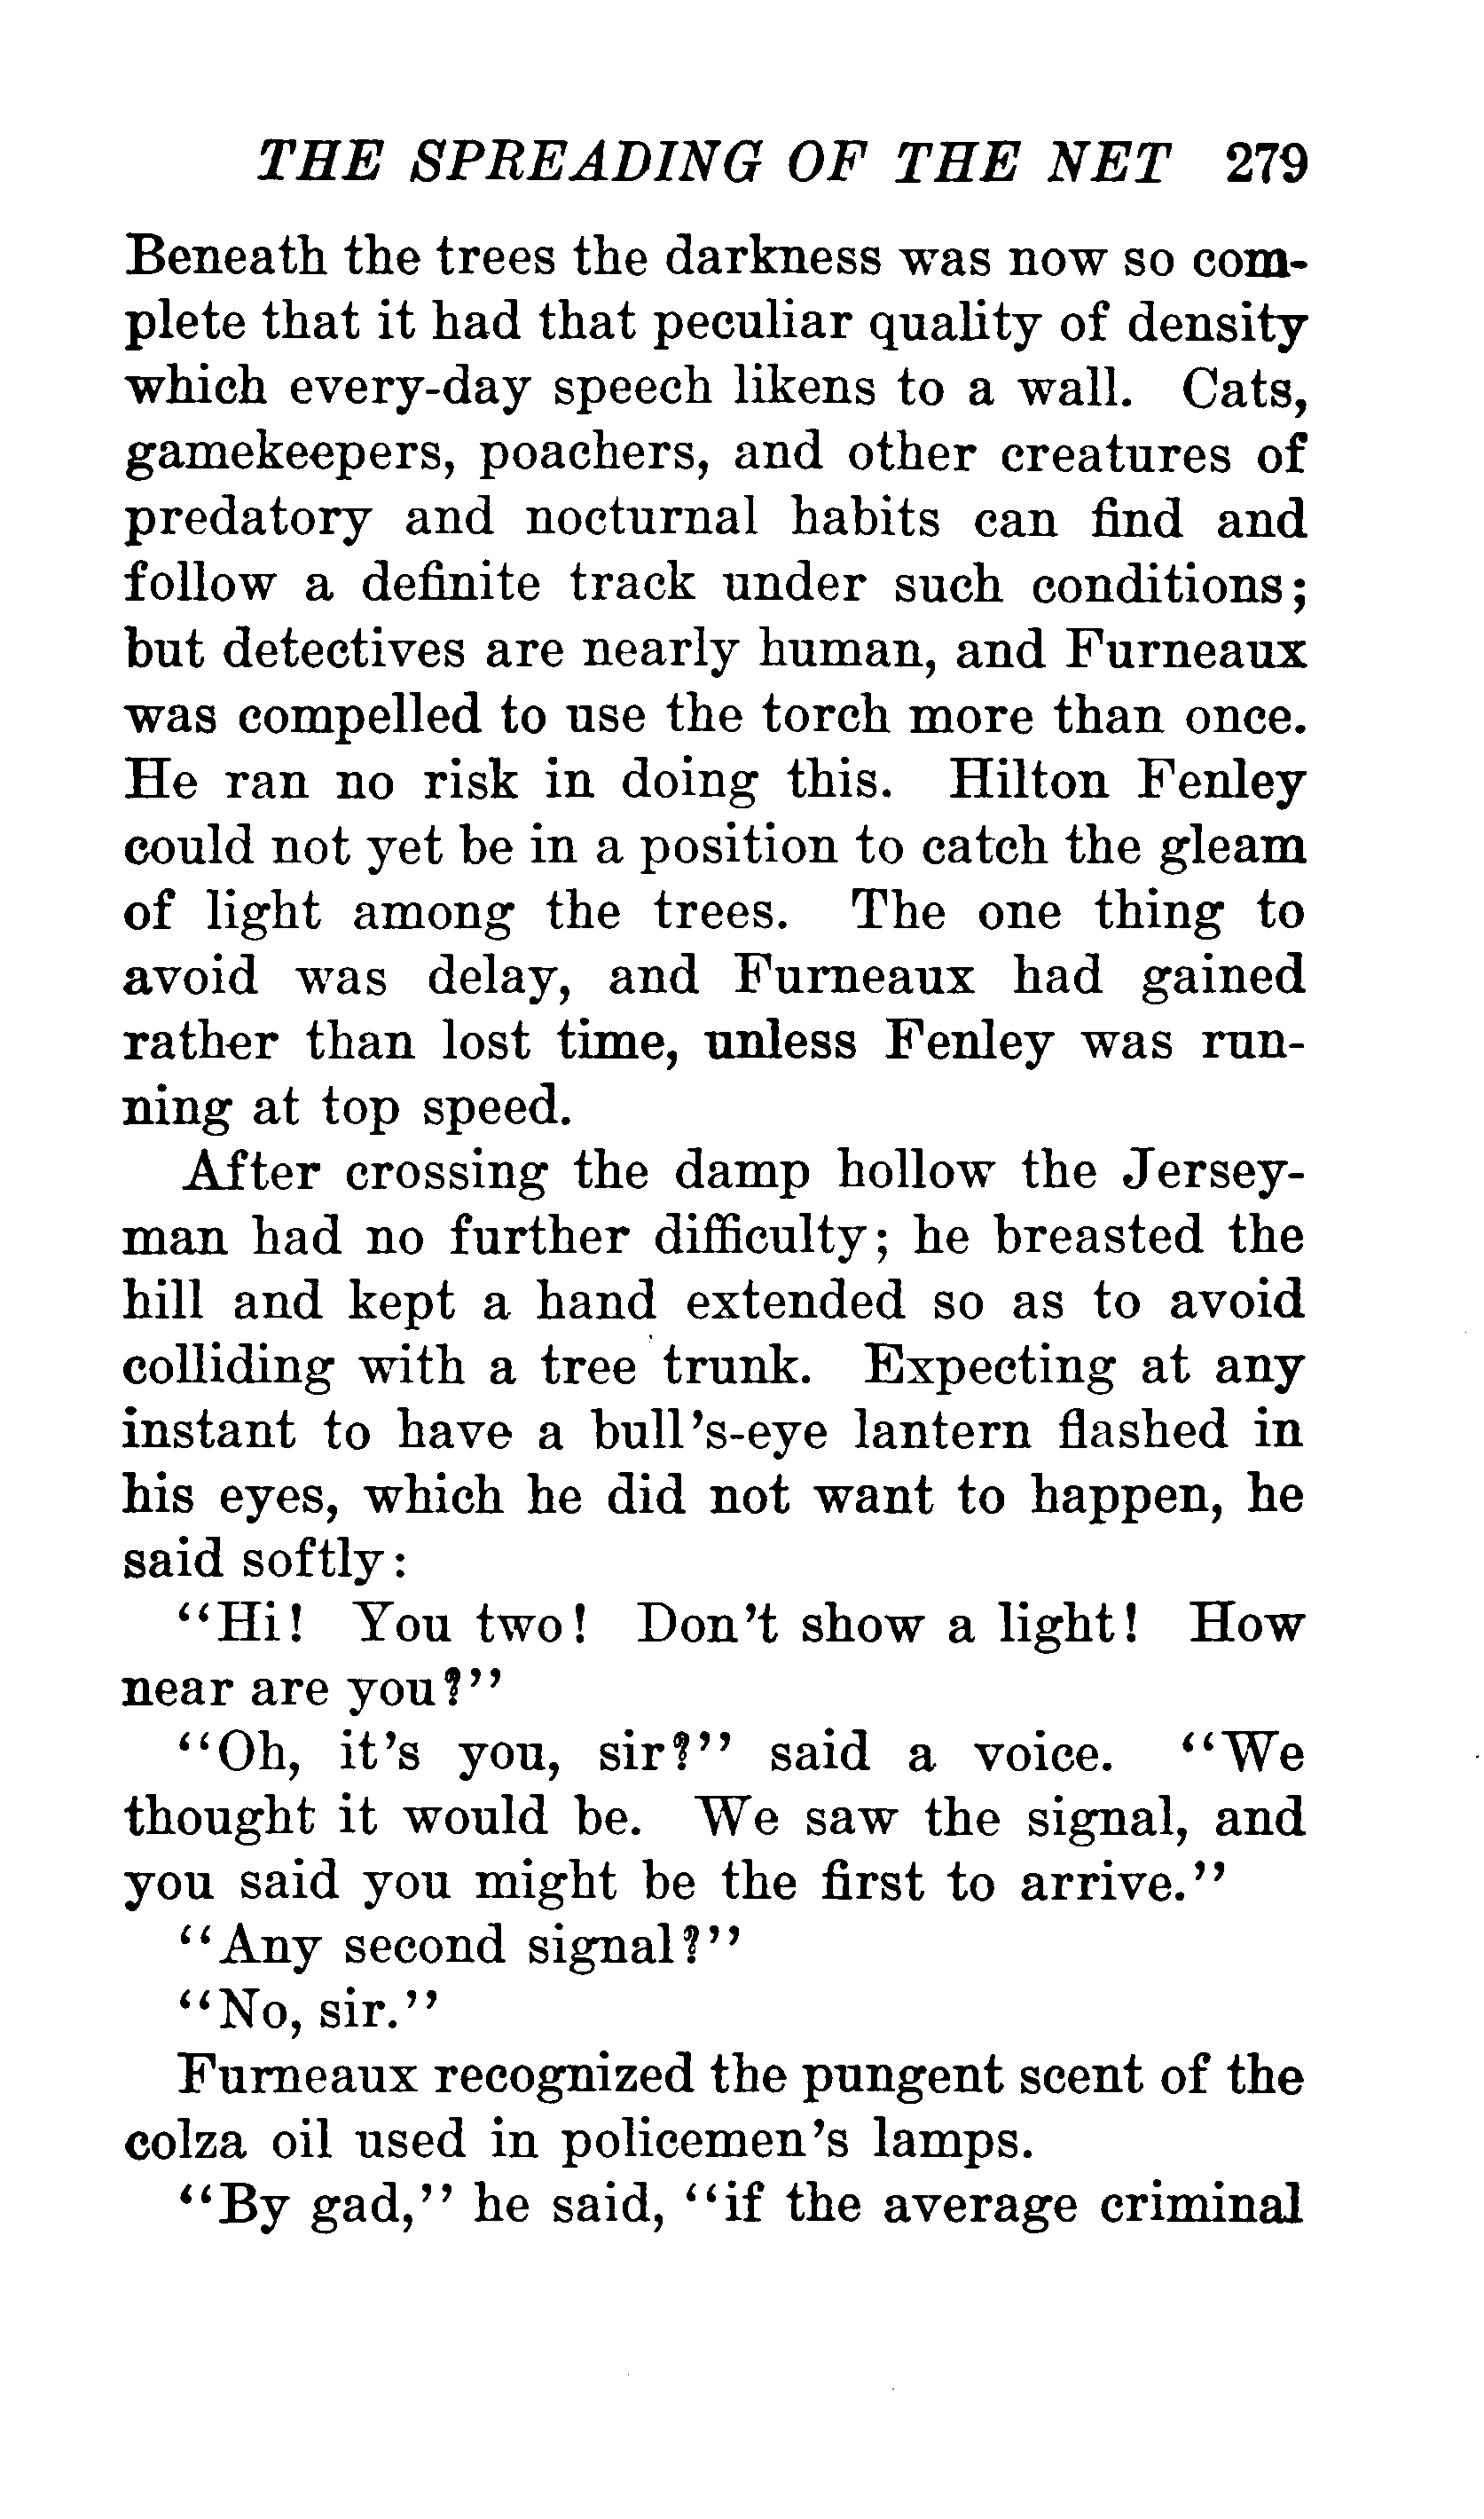 THE SPREADING OF THE NET 279
Beneath the trees the darkness was now so com-
plete that it had that peculiar quality of density
which every-day speech likens to a wall. Cats,
gamekeepers, poachers, and other creatures of
predatory and nocturnal habits can find and
follow a definite track under such conditions;
but detectives are nearly human, and Furneaux
was compelled to use the torch more than once.
He ran no risk in doing this. Hilton Fenley
could not yet be in a position to catch the gleam
of light among the trees. The one thing to
avoid was delay, and Furneaux had gained
rather than lost time, unless Fenley was run-
ning at top speed.
After crossing the damp hollow the Jersey-
man had no further difficulty; he breasted the
hill and kept a hand extended so as to avoid
colliding with a tree trunk. Expecting at any
instant to have a bull's-eye lantern flashed in
his eyes, which he did not want to happen, he
said softly:
"Hi! You two! Don't show a light! How
near are you?"
"Oh, it's you, sir?" said a voice. "We
thought it would be. We saw the signal, and
you said you might be the first to arrive."
"Any second signal?"
"No, sir."
Furneaux recognized the pungent scent of the
colza oil used in policemen's lamps.
"By gad," he said, "if the average criminal